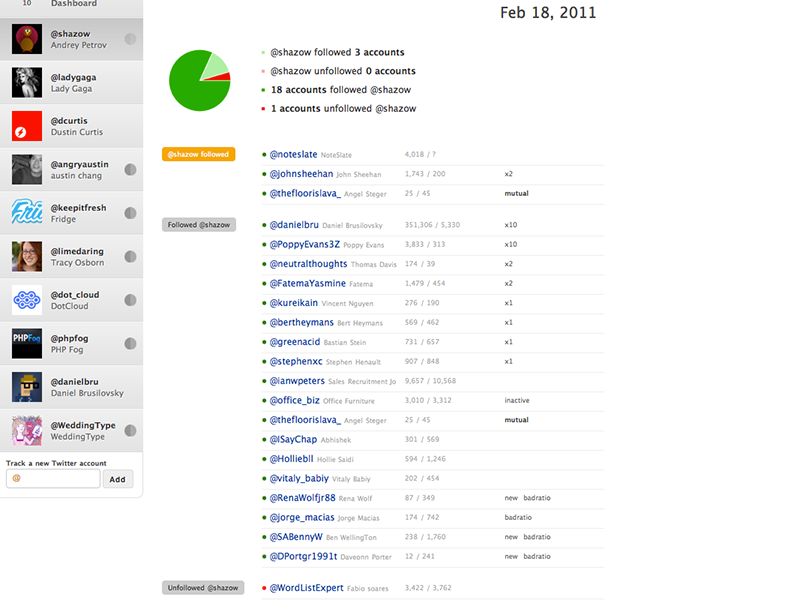 10 Dashboard
@shazow
Andrey Petrov
@ladygaga
Lady Gaga
@dcurtis
Dustin Curtis
@angryaustin
austin chang
@keepitfresh
Fridge
@limedaring
Tracy Osborn
@dot_cloud
DotCloud
PHPFog
@phpfog
PHP Fog
@danielbru
Daniel Brusilovsky
@WeddingType
WeddingType
Track a new Twitter account
@ Add
Feb 18, 2011
@shazow followed 3 accounts
@shazow unfollowed 0 accounts
18 accounts followed @shazow
1 accounts unfollowed @shazow
@shazow followed
@noteslate NoteSlate 4,018 / ?
@johnsheehan John Sheehan 1,743 / 200 x2
@thefloorislava_ Angel Steger 25 / 45 mutual
Followed @shazow
@danielbru Daniel Brusilovsky 351,306 / 5,330 x10
@PoppyEvans3Z Poppy Evans 3,833 / 313 x10
@neutralthoughts Thomas Davis 174 / 39 x2
@FatemaYasmine Fatema 1,479 / 454 x2
@kureikain Vincent Nguyen 276 / 190 x1
@bertheymans Bert Heymans 569 / 462 x1
@greenacid Bastian Stein 731 / 657 x1
@stephenxc Stephen Henault 907 / 848 x1
@ianwpeters Sales Recruitment Jo 9,657 / 10,568
@office_biz Office Furniture 3,010 / 3,312 inactive
@thefloorislava_ Angel Steger 25 / 45 mutual
@ISayChap Abhishek 301 / 569
@Holliebll Hollie Saidi 594 / 1,246
@vitaly_babiy Vitaly Babiy 202 / 454
@RenaWolfjr88 Rena Wolf 87 / 349 new badratio
@jorge_macias Jorge Macias 174 / 742 badratio
@SABennyW Ben WellingTon 238 / 1,760 new badratio
@DPortgr1991t Daveonn Porter 12 / 241 new badratio
Unfollowed @shazow
@WordListExpert Fabio soares 3,422 / 3,762